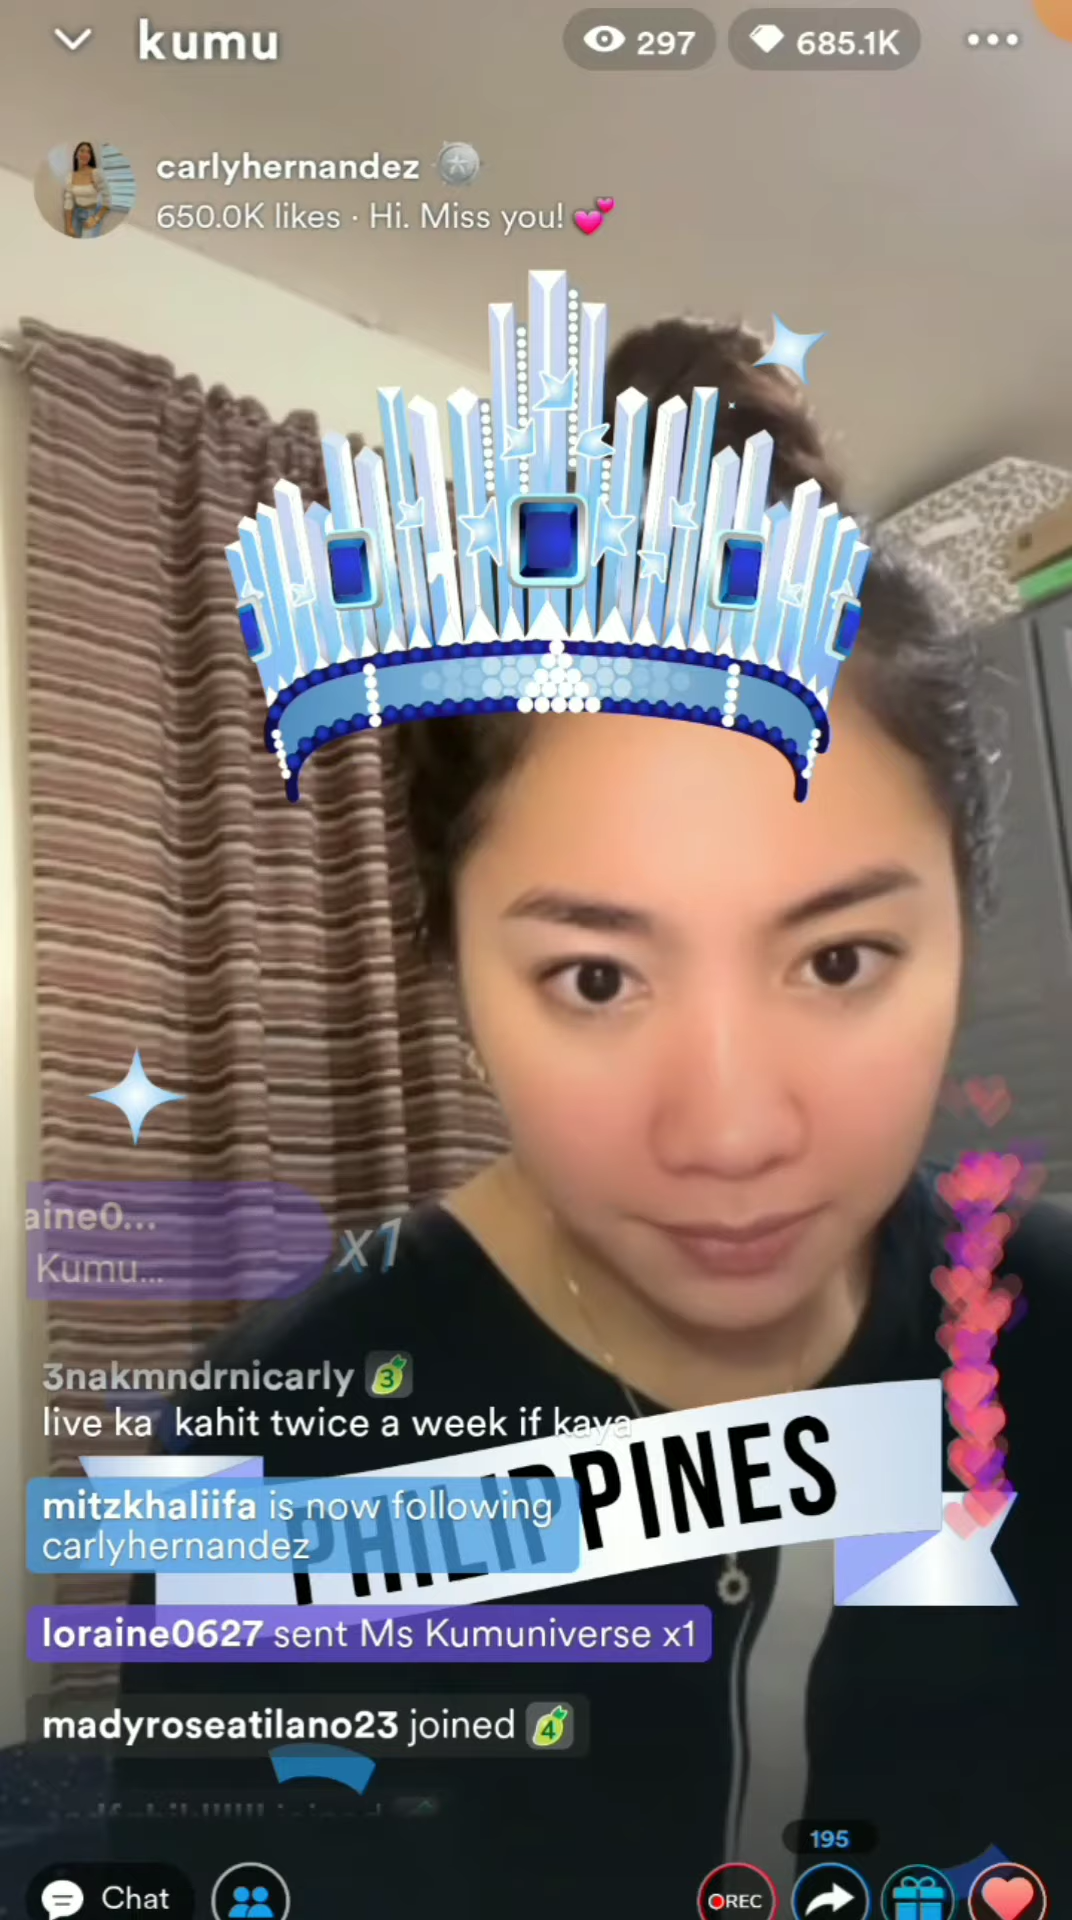 kumu
297
685.1K
carlyhernandez
650.0K likes · Hi. Miss you! 💕
aine0...
Kumu...
x1
3nakmndrnicarly 3
live ka kahit twice a week if kaya
PHILIPPINES
mitzkhaliifa is now following
carlyhernandez
loraine0627 sent Ms Kumuniverse x1
madyroseatilano23 joined 4
195
Chat
REC